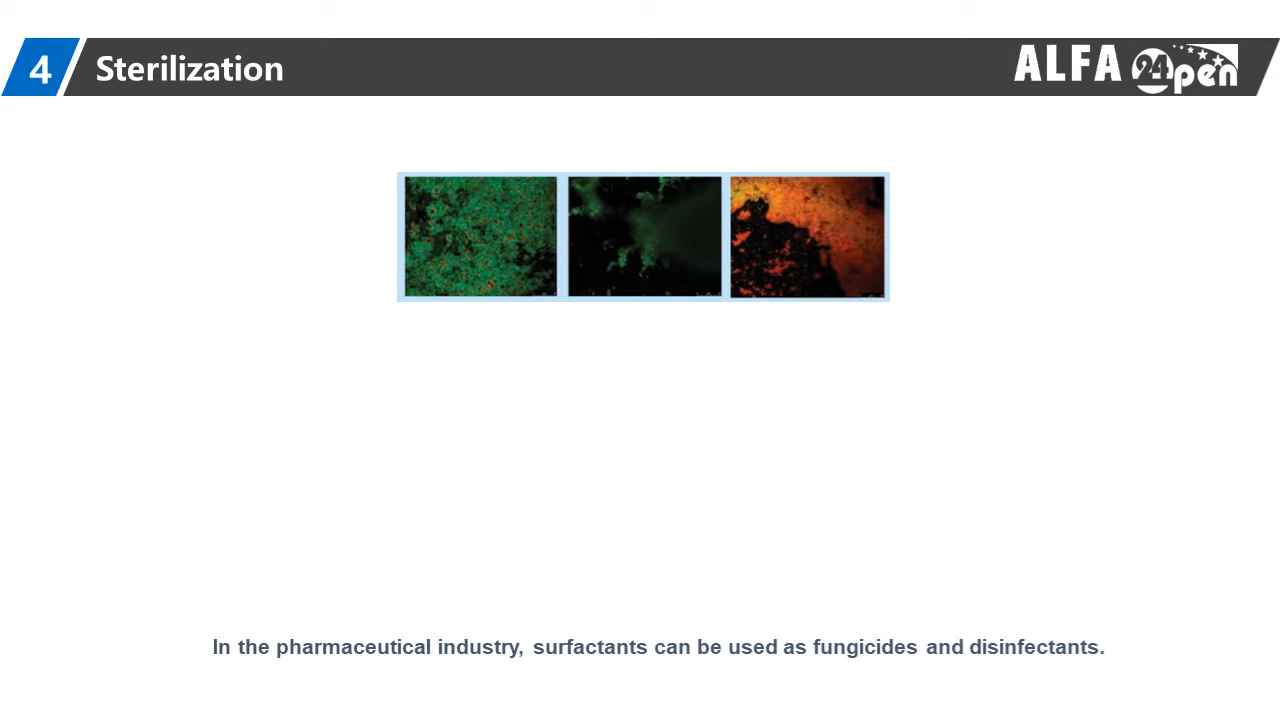 4 Sterilization
ALFA 24 pen
In the pharmaceutical industry, surfactants can be used as fungicides and disinfectants.